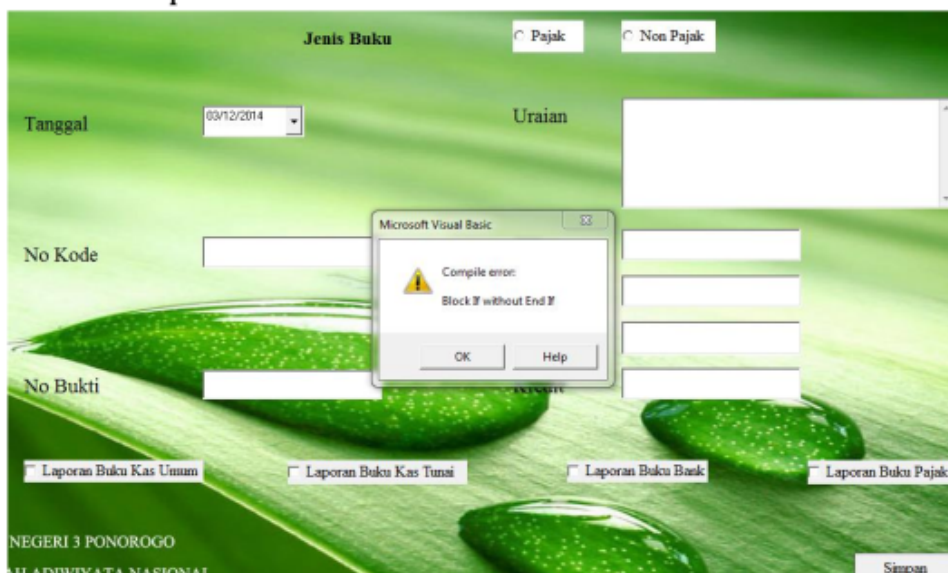 Jenis Buku
Pajak
Non Pajak
Tanggal
03/12/2014
Uraian
Microsoft Visual Basic
Compile error:
Block If without End If
OK
Help
No Kode
No Bukti
Laporan Buku Kas Umum
Laporan Buku Kas Tunai
Laporan Buku Bank
Laporan Buku Pajak
NEGERI 3 PONOROGO
ADIWIYATA NASIONAL
Simpan